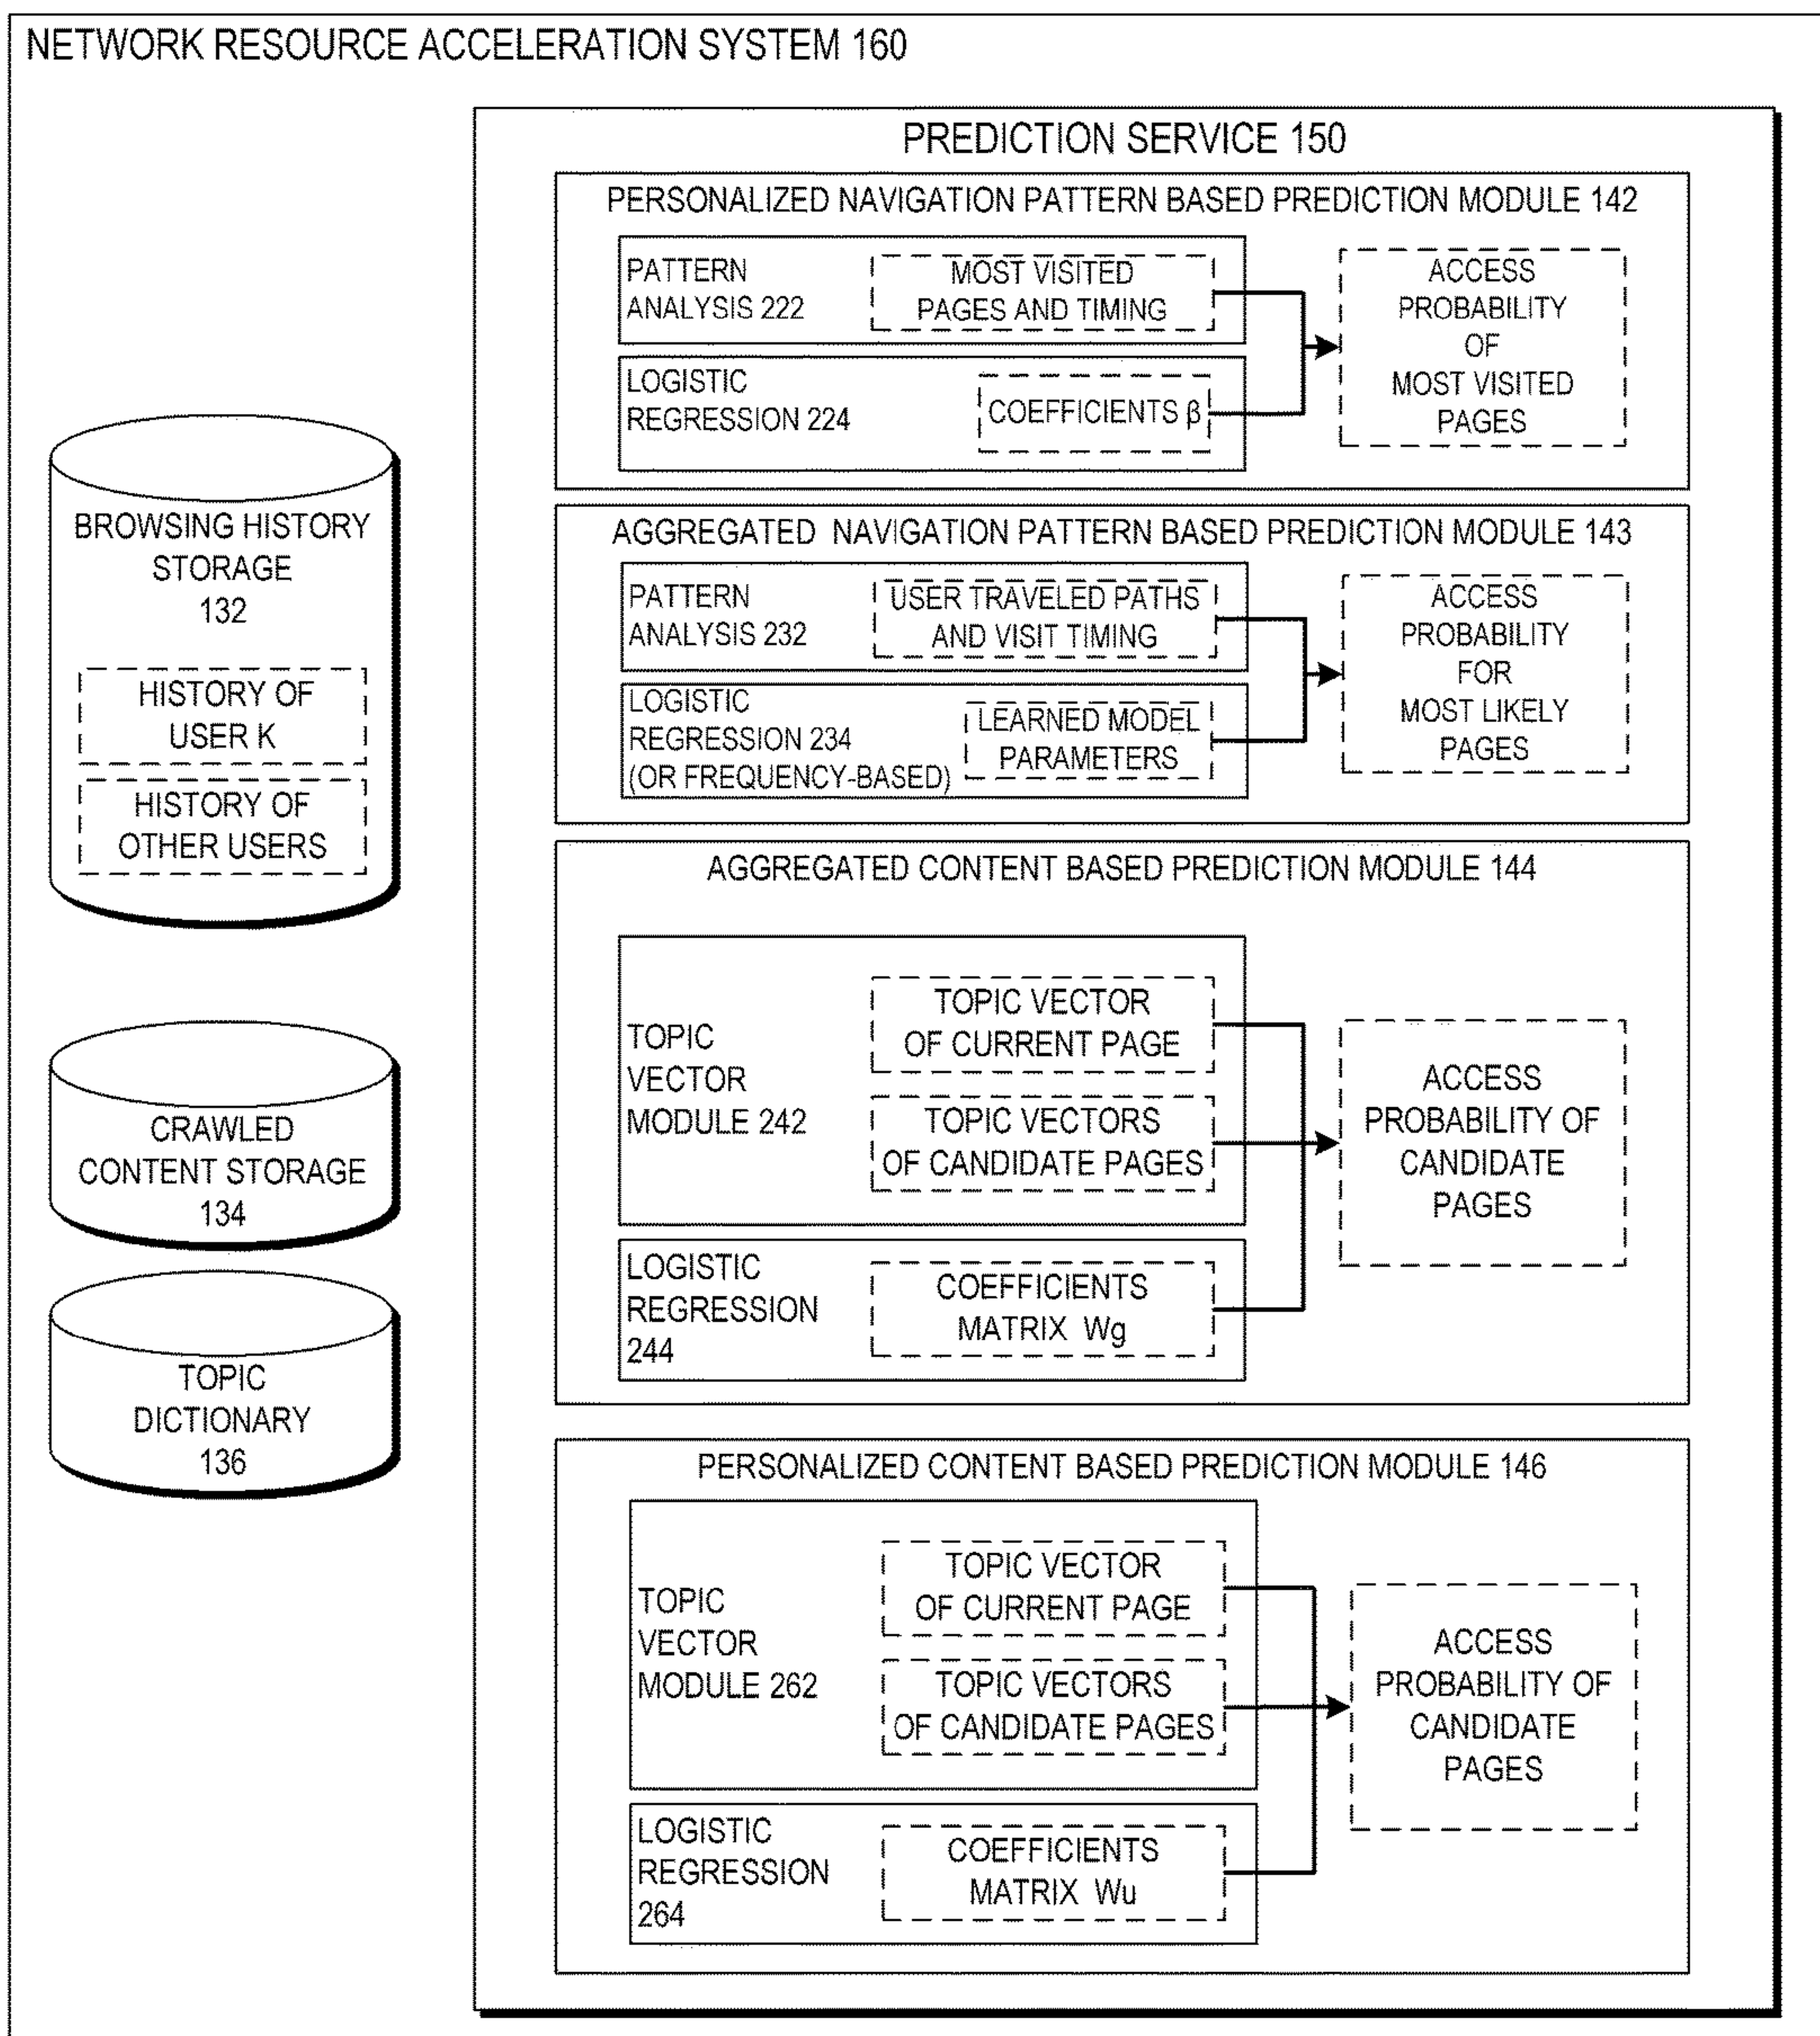 NETWORK RESOURCE ACCELERATION SYSTEM 160
BROWSING HISTORY
STORAGE
132
HISTORY OF
USER K
HISTORY OF
OTHER USERS
CRAWLED
CONTENT STORAGE
134
TOPIC
DICTIONARY
136
PREDICTION SERVICE 150
PERSONALIZED NAVIGATION PATTERN BASED PREDICTION MODULE 142
PATTERN
ANALYSIS 222
MOST VISITED
PAGES AND TIMING
LOGISTIC
REGRESSION 224
COEFFICIENTS β
ACCESS
PROBABILITY
OF
MOST VISITED
PAGES
AGGREGATED NAVIGATION PATTERN BASED PREDICTION MODULE 143
PATTERN
ANALYSIS 232
USER TRAVELED PATHS
AND VISIT TIMING
LOGISTIC
REGRESSION 234
(OR FREQUENCY-BASED)
LEARNED MODEL
PARAMETERS
ACCESS
PROBABILITY
FOR
MOST LIKELY
PAGES
AGGREGATED CONTENT BASED PREDICTION MODULE 144
TOPIC
VECTOR
MODULE 242
TOPIC VECTOR
OF CURRENT PAGE
TOPIC VECTORS
OF CANDIDATE PAGES
LOGISTIC
REGRESSION
244
COEFFICIENTS
MATRIX Wg
ACCESS
PROBABILITY OF
CANDIDATE
PAGES
PERSONALIZED CONTENT BASED PREDICTION MODULE 146
TOPIC
VECTOR
MODULE 262
TOPIC VECTOR
OF CURRENT PAGE
TOPIC VECTORS
OF CANDIDATE PAGES
LOGISTIC
REGRESSION
264
COEFFICIENTS
MATRIX Wu
ACCESS
PROBABILITY OF
CANDIDATE
PAGES